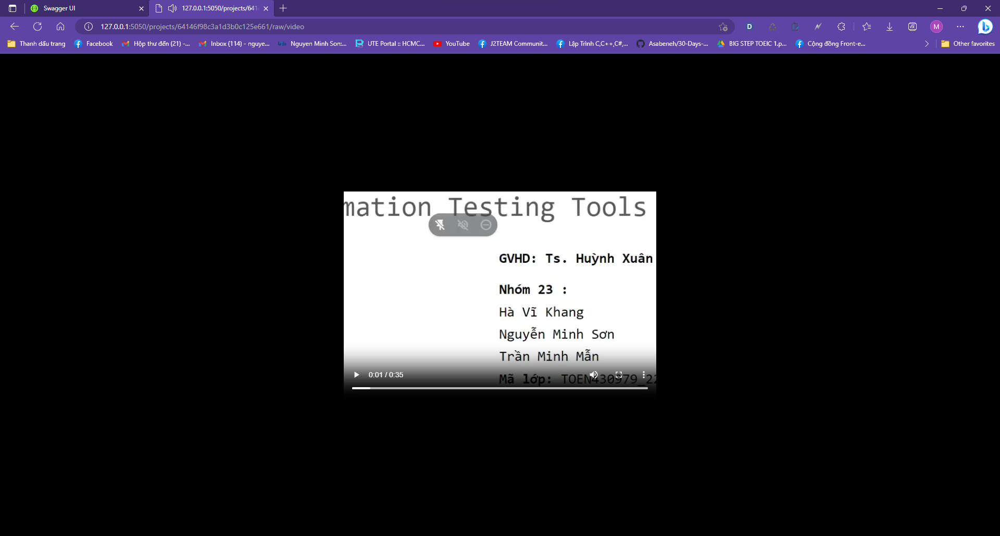 Swagger UI
127.0.0.1:5050/projects/641
127.0.0.1:5050/projects/64146f98c3a1d3b0c125e661/raw/video
D
M
Thanh dấu trang
Facebook
Hộp thư đến (21) -...
Inbox (114) - nguye...
Nguyen Minh Son:...
UTE Portal :: HCMC...
YouTube
J2TEAM Communit...
Lập Trình C,C++,C#,...
Asabeneh/30-Days-...
BIG STEP TOEIC 1.p...
Cộng đồng Front-e...
Other favorites
mation Testing Tools
GVHD: Ts. Huỳnh Xuân
Nhóm 23 :
Hà Vĩ Khang
Nguyễn Minh Sơn
Trần Minh Mẫn
Mã lớp: TOEN430979_22
0:01 / 0:35